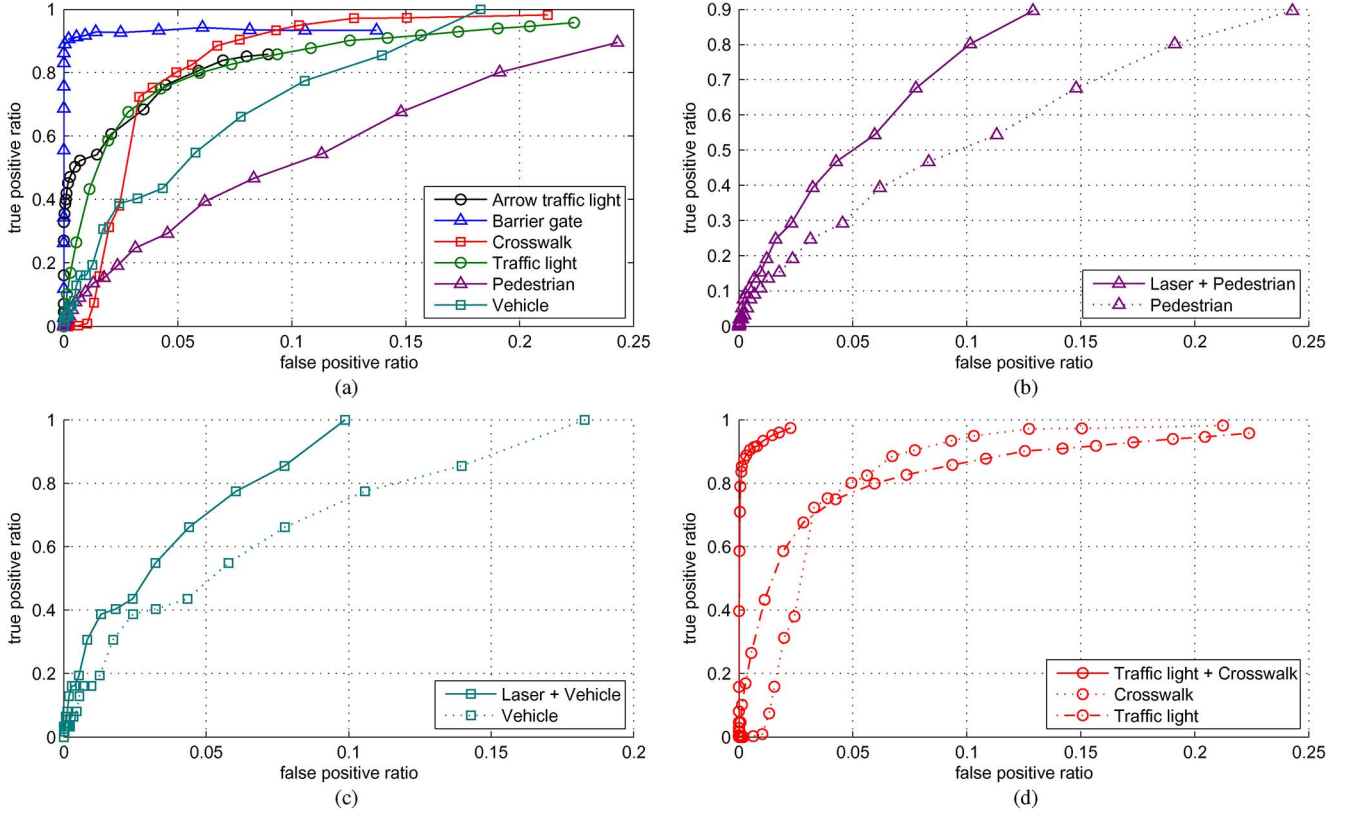 1
0.8
0.6
0.4
0.2
0
true positive ratio
0 0.05 0.1 0.15 0.2 0.25
false positive ratio
Arrow traffic light
Barrier gate
Crosswalk
Traffic light
Pedestrian
Vehicle
(a)
0.9
0.8
0.7
0.6
0.5
0.4
0.3
0.2
0.1
0
true positive ratio
0 0.05 0.1 0.15 0.2 0.25
false positive ratio
Laser + Pedestrian
Pedestrian
(b)
1
0.8
0.6
0.4
0.2
0
true positive ratio
0 0.05 0.1 0.15 0.2
false positive ratio
Laser + Vehicle
Vehicle
(c)
1
0.8
0.6
0.4
0.2
0
true positive ratio
0 0.05 0.1 0.15 0.2 0.25
false positive ratio
Traffic light + Crosswalk
Crosswalk
Traffic light
(d)